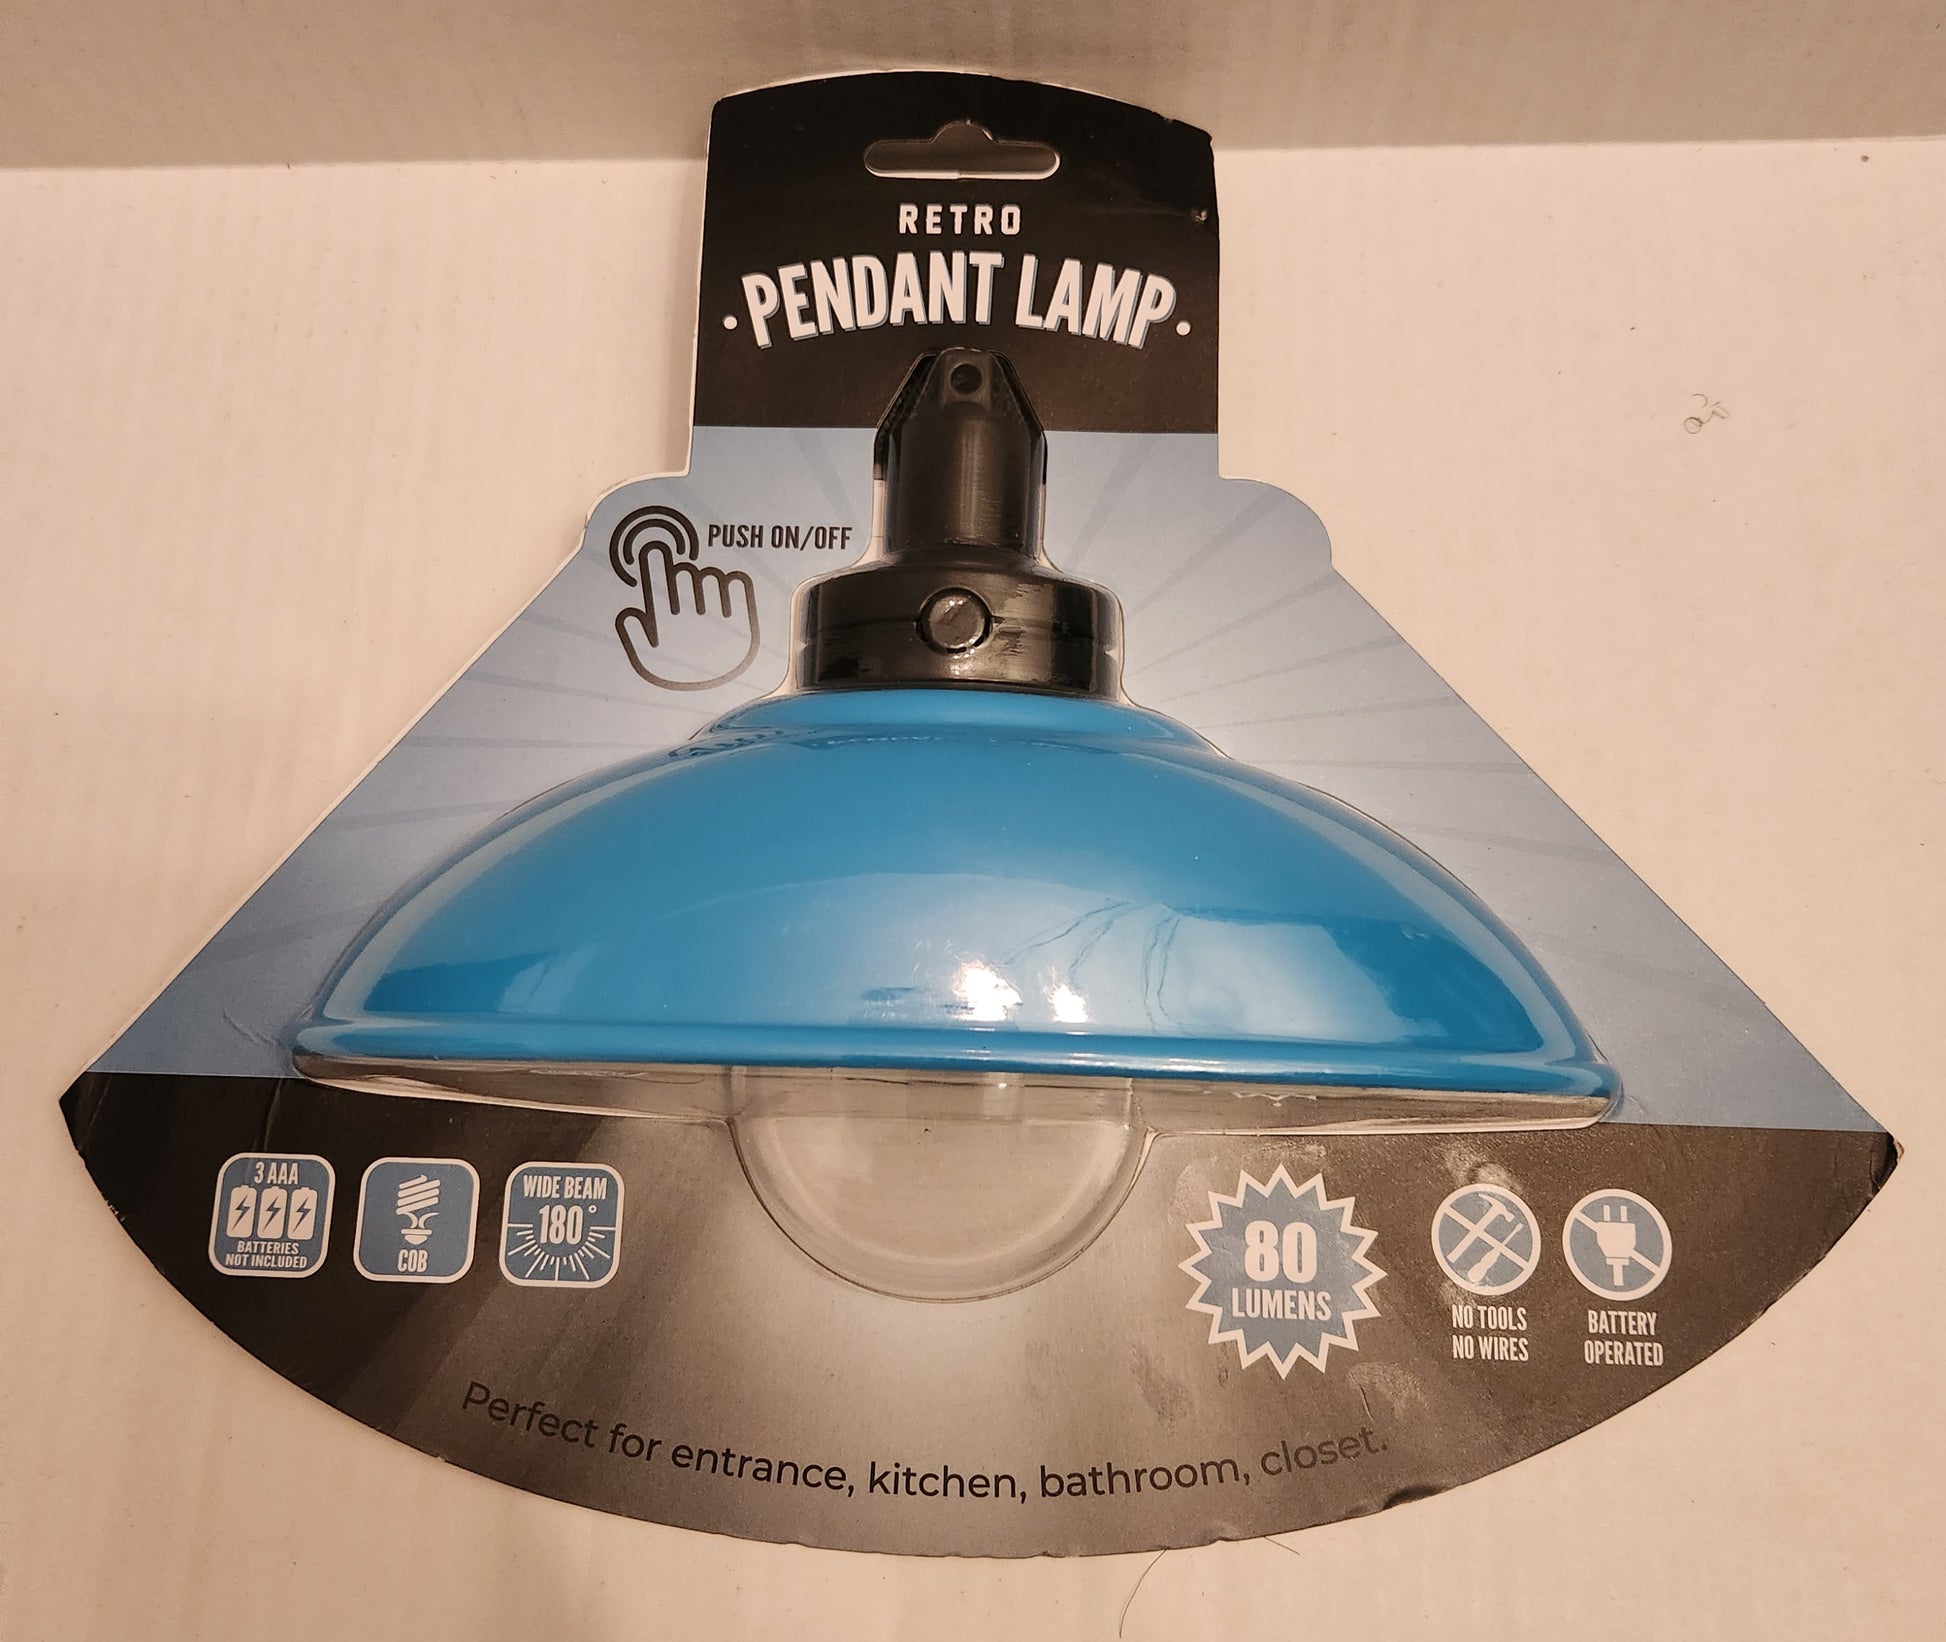 RETRO
• PENDANT LAMP •
PUSH ON/OFF
3 AAA
BATTERIES
NOT INCLUDED
COB
WIDE BEAM
180°
80
LUMENS
NO TOOLS
NO WIRES
BATTERY
OPERATED
Perfect for entrance, kitchen, bathroom, closet.